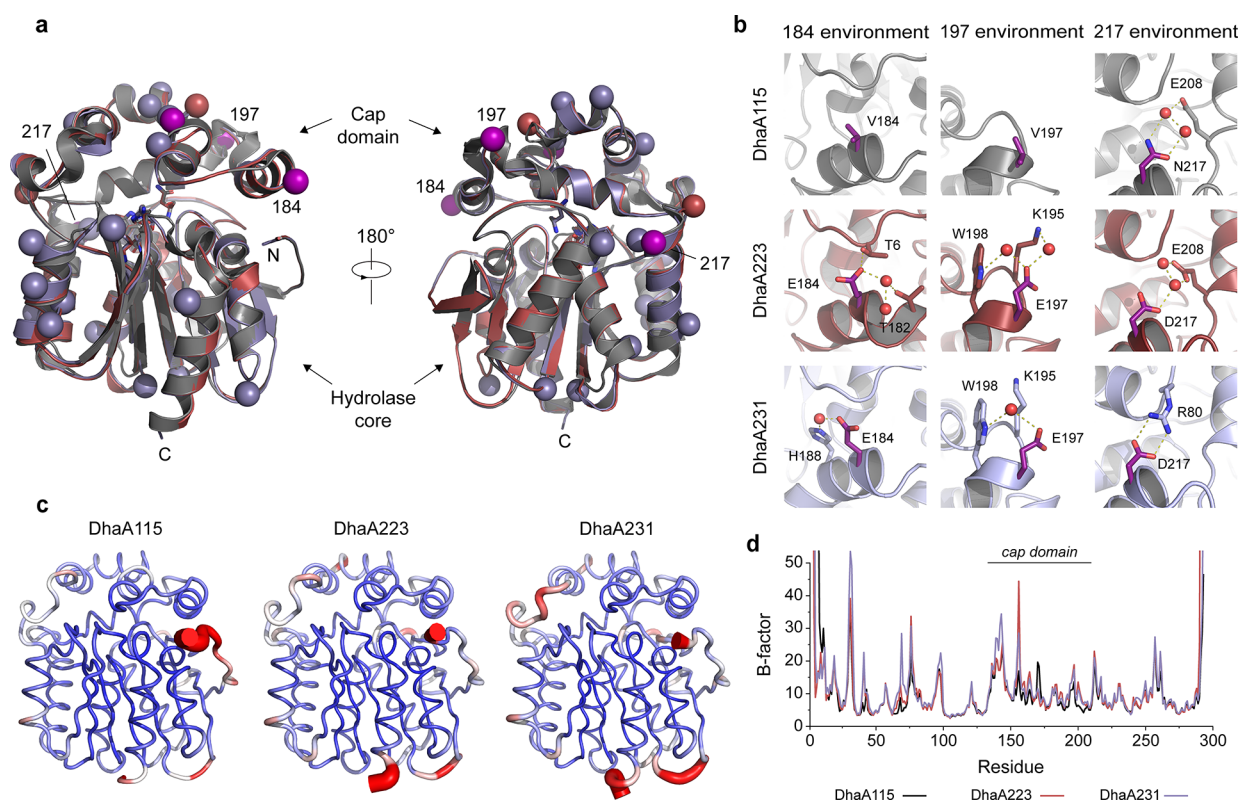 a
197
Cap
domain
217
184
N
180°
Hydrolase
core
C
197
184
217
C
b
184 environment
197 environment
217 environment
DhaA115
V184
V197
E208
N217
DhaA223
T6
E184
T182
W198
K195
E197
E208
D217
DhaA231
H188
E184
W198
K195
E197
R80
D217
c
DhaA115
DhaA223
DhaA231
d
cap domain
B-factor
50
40
30
20
10
0
0
50
100
150
200
250
300
Residue
DhaA115
DhaA223
DhaA231